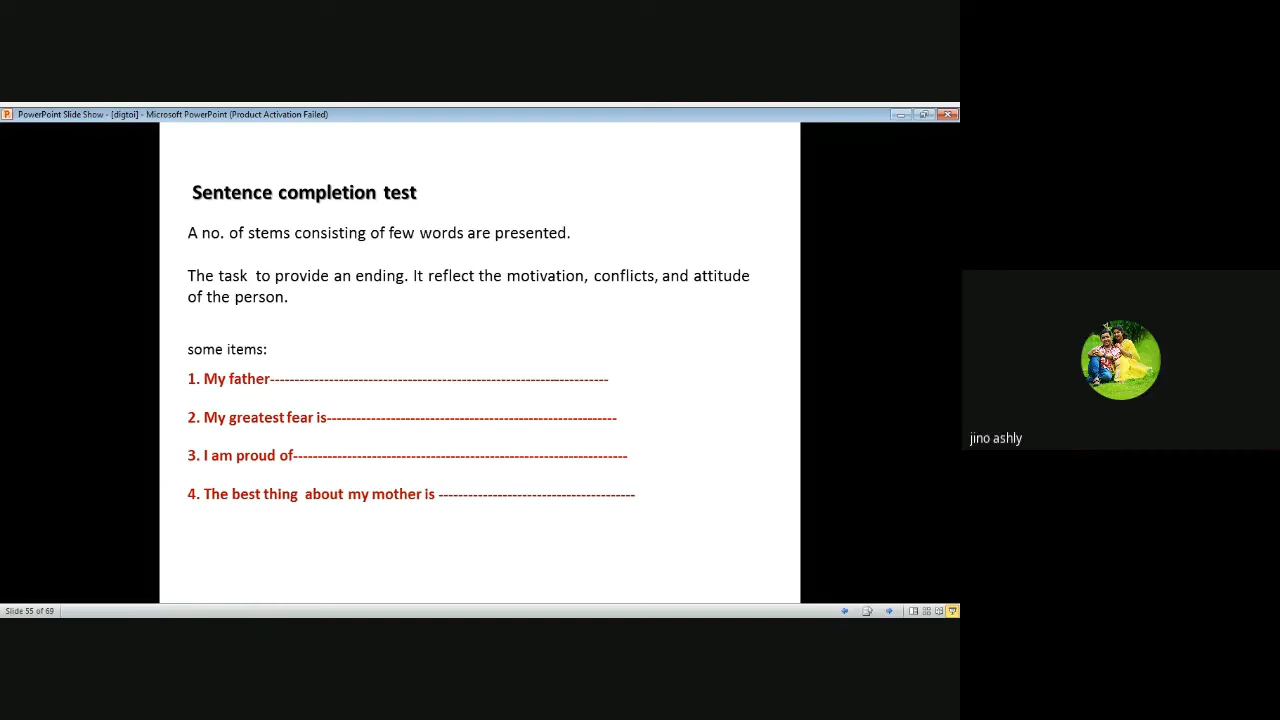 PowerPoint Slide Show - [digtoi] - Microsoft PowerPoint (Product Activation Failed)
Sentence completion test
A no. of stems consisting of few words are presented.
The task to provide an ending. It reflect the motivation, conflicts, and attitude
of the person.
some items:
1. My father---------------------------------------------------------------------
2. My greatest fear is-----------------------------------------------------------
3. I am proud of--------------------------------------------------------------------
4. The best thing about my mother is ----------------------------------------
jino ashly
Slide 55 of 69